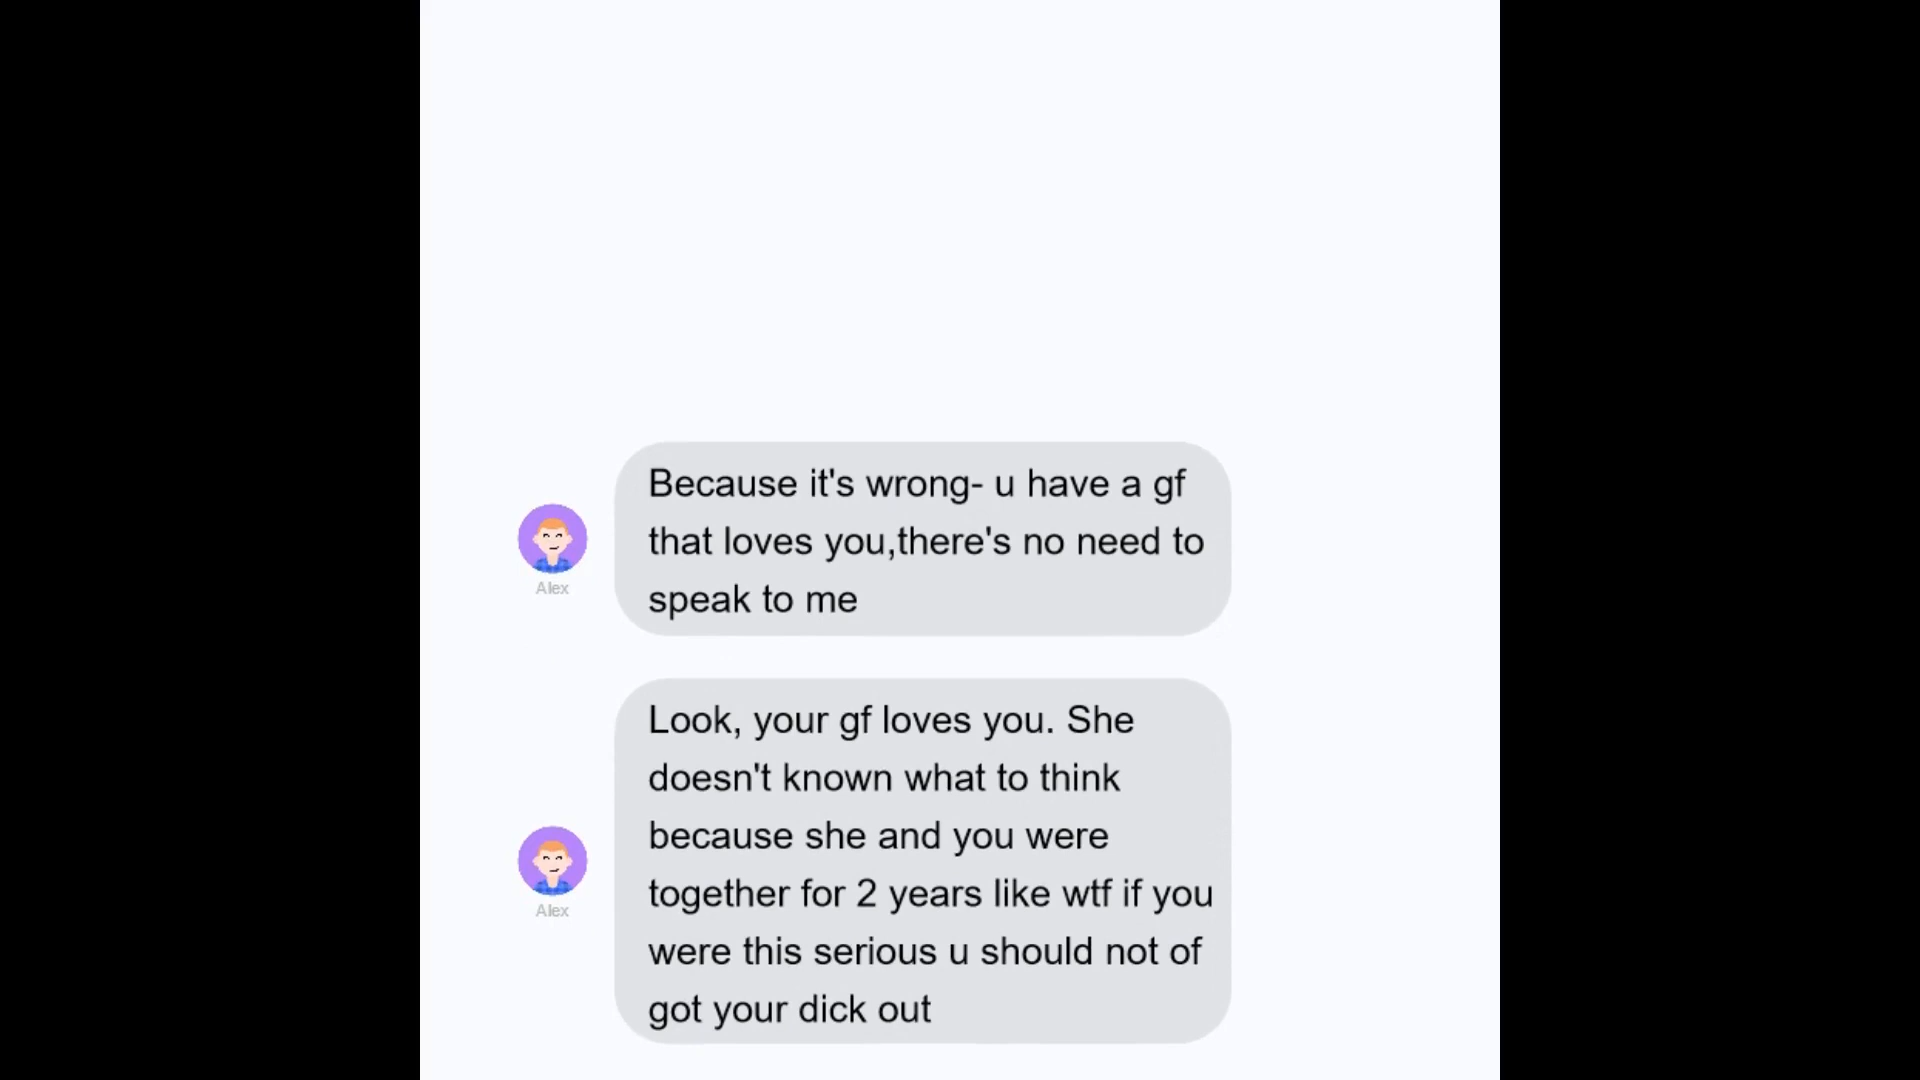 Because it's wrong- u have a gf
that loves you,there's no need to
speak to me
Alex
Look, your gf loves you. She
doesn't known what to think
because she and you were
together for 2 years like wtf if you
were this serious u should not of
got your dick out
Alex